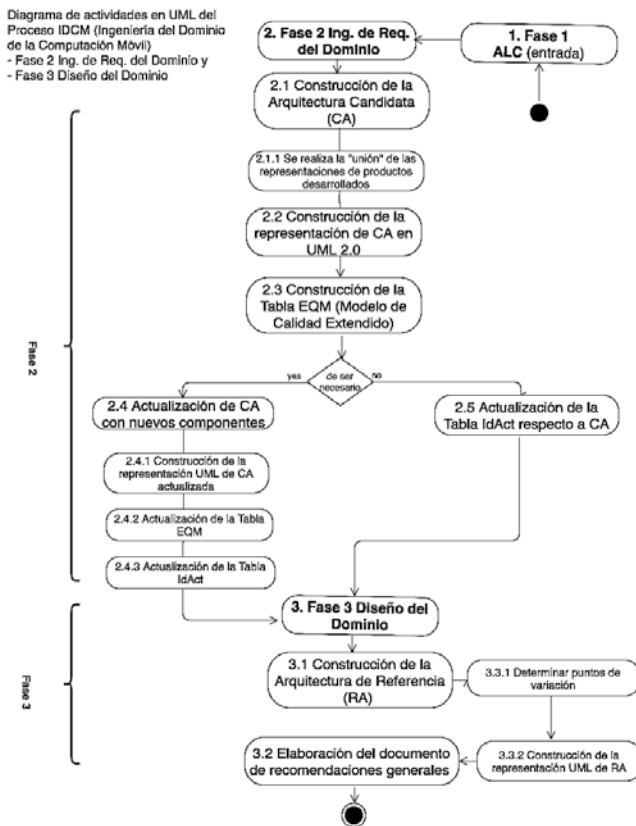 Diagrama de actividades en UML del
Proceso IDCM (Ingeniería del Dominio
de la Computación Móvil)
- Fase 2 Ing. de Req. del Dominio y
- Fase 3 Diseño del Dominio
2. Fase 2 Ing. de Req.
del Dominio
1. Fase 1
ALC (entrada)
2.1 Construcción de la
Arquitectura Candidata
(CA)
2.1.1 Se realiza la "unión" de las
representaciones de productos
desarrollados
2.2 Construcción de la
representación de CA en
UML 2.0
2.3 Construcción de la
Tabla EQM (Modelo de
Calidad Extendido)
Fase 2
yes
de ser
necesario
no
2.4 Actualización de CA
con nuevos componentes
2.5 Actualización de la
Tabla IdAct respecto a CA
2.4.1 Construcción de la
representación UML de CA
actualizada
2.4.2 Actualización de la Tabla
EQM
2.4.3 Actualización de la Tabla
IdAct
3. Fase 3 Diseño del
Dominio
Fase 3
3.1 Construcción de la
Arquitectura de Referencia
(RA)
3.3.1 Determinar puntos de
variación
3.2 Elaboración del documento
de recomendaciones generales
3.3.2 Construcción de la
representación UML de RA